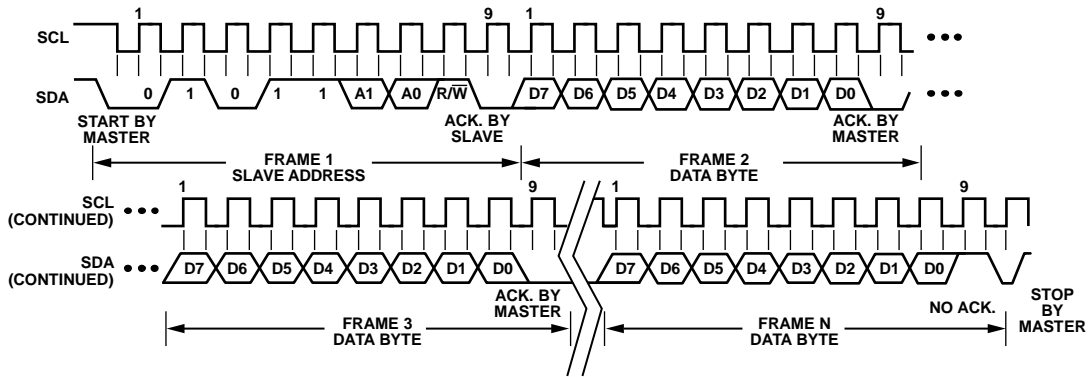 1 9 1 9
SCL
SDA
0 1 0 1 1 A1 A0 R/W D7 D6 D5 D4 D3 D2 D1 D0
START BY
MASTER
ACK. BY
SLAVE
ACK. BY
MASTER
FRAME 1
SLAVE ADDRESS
FRAME 2
DATA BYTE
1 9 1 9
SCL
(CONTINUED)
SDA
(CONTINUED)
D7 D6 D5 D4 D3 D2 D1 D0 D7 D6 D5 D4 D3 D2 D1 D0
ACK. BY
MASTER
NO ACK.
STOP
BY
MASTER
FRAME 3
DATA BYTE
FRAME N
DATA BYTE